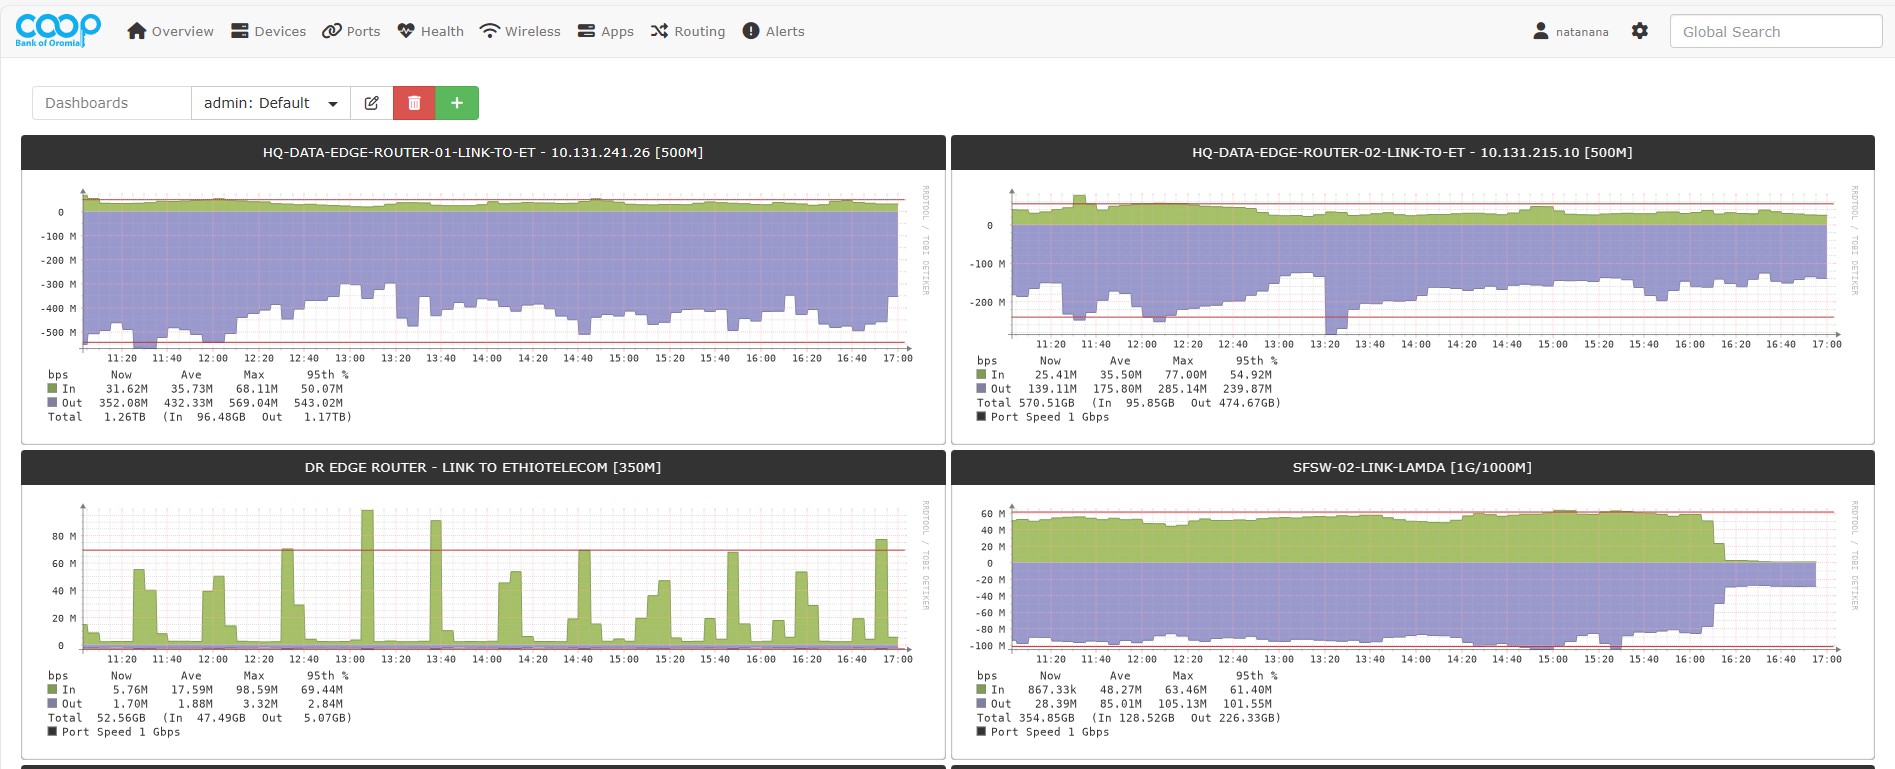 coop
Bank of Oromia
Overview Devices Ports Health Wireless Apps Routing Alerts natanana Global Search
Dashboards admin: Default
HQ-DATA-EDGE-ROUTER-01-LINK-TO-ET - 10.131.241.26 [500M]
0
-100 M
-200 M
-300 M
-400 M
-500 M
11:20 11:40 12:00 12:20 12:40 13:00 13:20 13:40 14:00 14:20 14:40 15:00 15:20 15:40 16:00 16:20 16:40 17:00
RRDTOOL / TOBI OETIKER
bps Now Ave Max 95th %
In 31.62M 35.73M 68.11M 50.07M
Out 352.08M 432.33M 569.04M 543.02M
Total 1.26TB (In 96.48GB Out 1.17TB)
HQ-DATA-EDGE-ROUTER-02-LINK-TO-ET - 10.131.215.10 [500M]
0
-100 M
-200 M
11:20 11:40 12:00 12:20 12:40 13:00 13:20 13:40 14:00 14:20 14:40 15:00 15:20 15:40 16:00 16:20 16:40 17:00
RRDTOOL / TOBI OETIKER
bps Now Ave Max 95th %
In 25.41M 35.50M 77.00M 54.92M
Out 139.11M 175.80M 285.14M 239.87M
Total 570.51GB (In 95.85GB Out 474.67GB)
Port Speed 1 Gbps
DR EDGE ROUTER - LINK TO ETHIOTELECOM [350M]
80 M
60 M
40 M
20 M
0
11:20 11:40 12:00 12:20 12:40 13:00 13:20 13:40 14:00 14:20 14:40 15:00 15:20 15:40 16:00 16:20 16:40 17:00
RRDTOOL / TOBI OETIKER
bps Now Ave Max 95th %
In 5.76M 17.59M 98.59M 69.44M
Out 1.70M 1.88M 3.32M 2.84M
Total 52.56GB (In 47.49GB Out 5.07GB)
Port Speed 1 Gbps
SFSW-02-LINK-LAMDA [1G/1000M]
60 M
40 M
20 M
0
-20 M
-40 M
-60 M
-80 M
-100 M
11:20 11:40 12:00 12:20 12:40 13:00 13:20 13:40 14:00 14:20 14:40 15:00 15:20 15:40 16:00 16:20 16:40 17:00
RRDTOOL / TOBI OETIKER
bps Now Ave Max 95th %
In 867.33k 48.27M 63.46M 61.40M
Out 28.39M 85.01M 105.13M 101.55M
Total 354.85GB (In 128.52GB Out 226.33GB)
Port Speed 1 Gbps